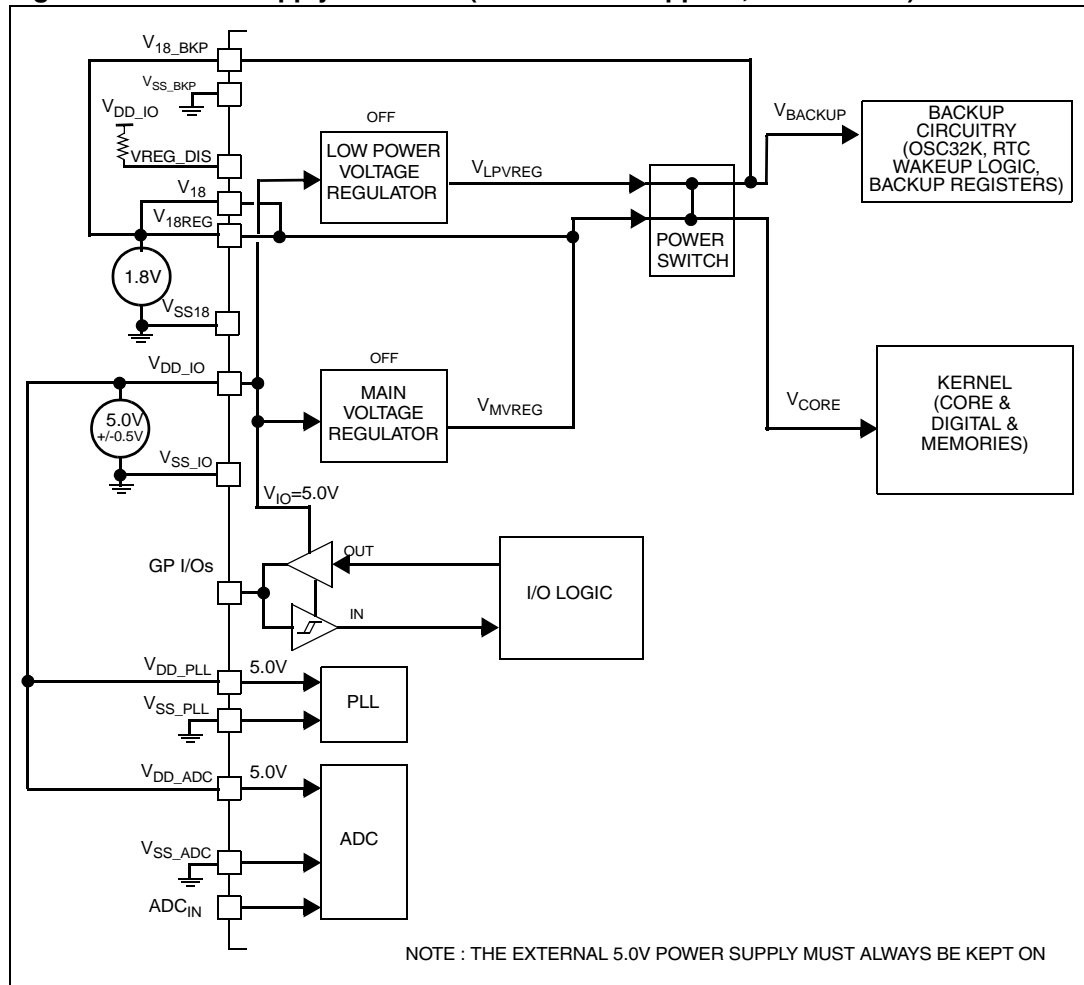 V18_BKP
VSS_BKP
VDD_IO
VREG_DIS
V18
V18REG
1.8V
VSS18
VDD_IO
5.0V
+/-0.5V
VSS_IO
GP I/Os
VDD_PLL
5.0V
VSS_PLL
VDD_ADC
5.0V
VSS_ADC
ADCIN
OFF
LOW POWER
VOLTAGE
REGULATOR
VLPVREG
OFF
MAIN
VOLTAGE
REGULATOR
VMVREG
VIO=5.0V
OUT
IN
I/O LOGIC
PLL
ADC
POWER
SWITCH
VBACKUP
BACKUP
CIRCUITRY
(OSC32K, RTC
WAKEUP LOGIC,
BACKUP REGISTERS)
VCORE
KERNEL
(CORE &
DIGITAL &
MEMORIES)
NOTE : THE EXTERNAL 5.0V POWER SUPPLY MUST ALWAYS BE KEPT ON